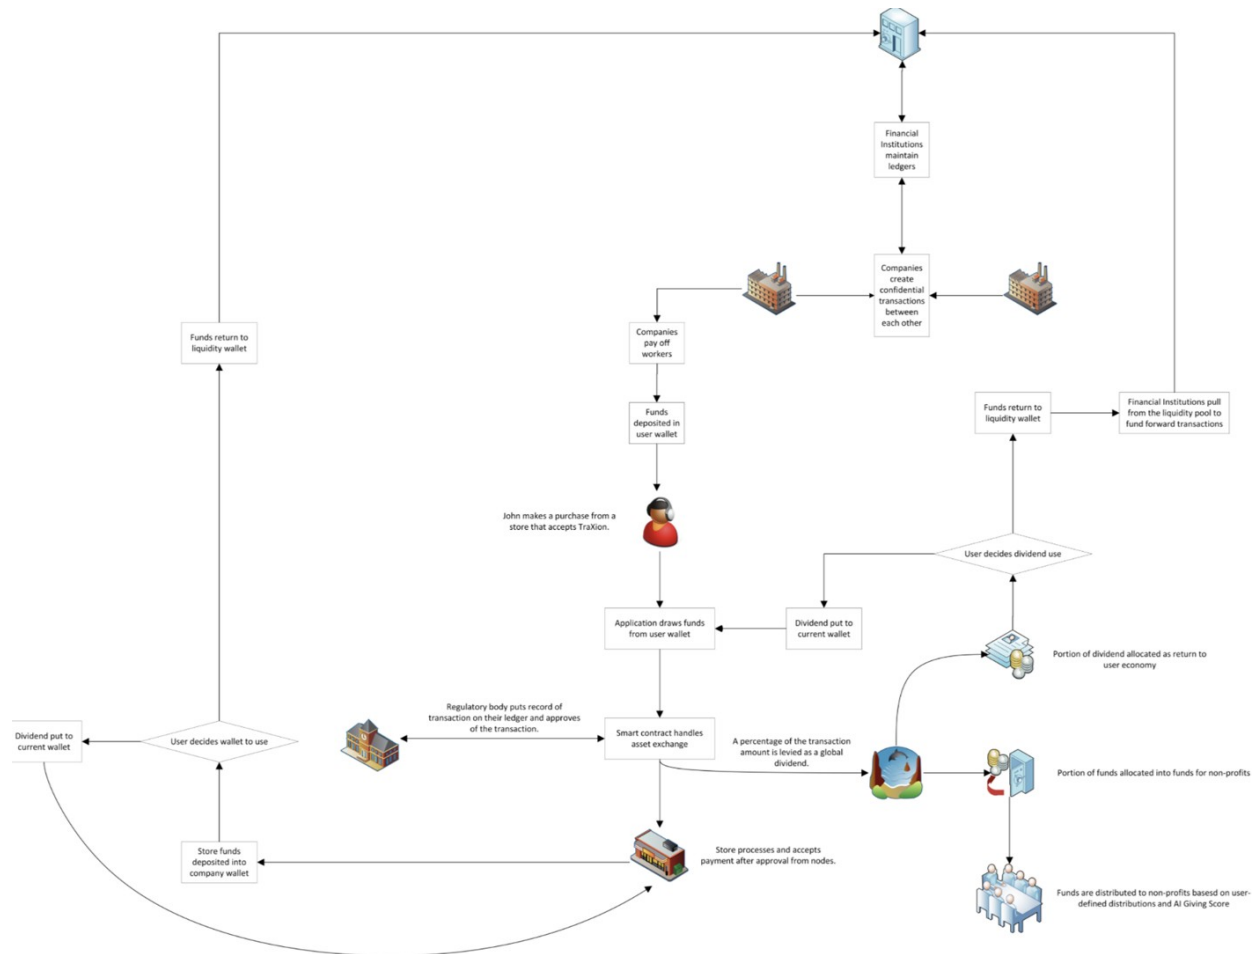 Financial
Institutions
maintain
ledgers
Companies
create
confidential
transactions
between
each other
Companies
pay off
workers
Funds return to
liquidity wallet
Funds
deposited in
user wallet
Funds return to
liquidity wallet
Financial Institutions pull
from the liquidity pool to
fund forward transactions
John makes a purchase from a
store that accepts TraXion.
User decides dividend use
Application draws funds
from user wallet
Dividend put to
current wallet
Portion of dividend allocated as return to
user economy
Regulatory body puts record of
transaction on their ledger and approves
of the transaction.
Dividend put to
current wallet
User decides wallet to use
Smart contract handles
asset exchange
A percentage of the transaction
amount is levied as a global
dividend.
Portion of funds allocated into funds for non-profits
Store funds
deposited into
company wallet
Store processes and accepts
payment after approval from nodes.
Funds are distributed to non-profits basesd on user-
defined distributions and AI Giving Score